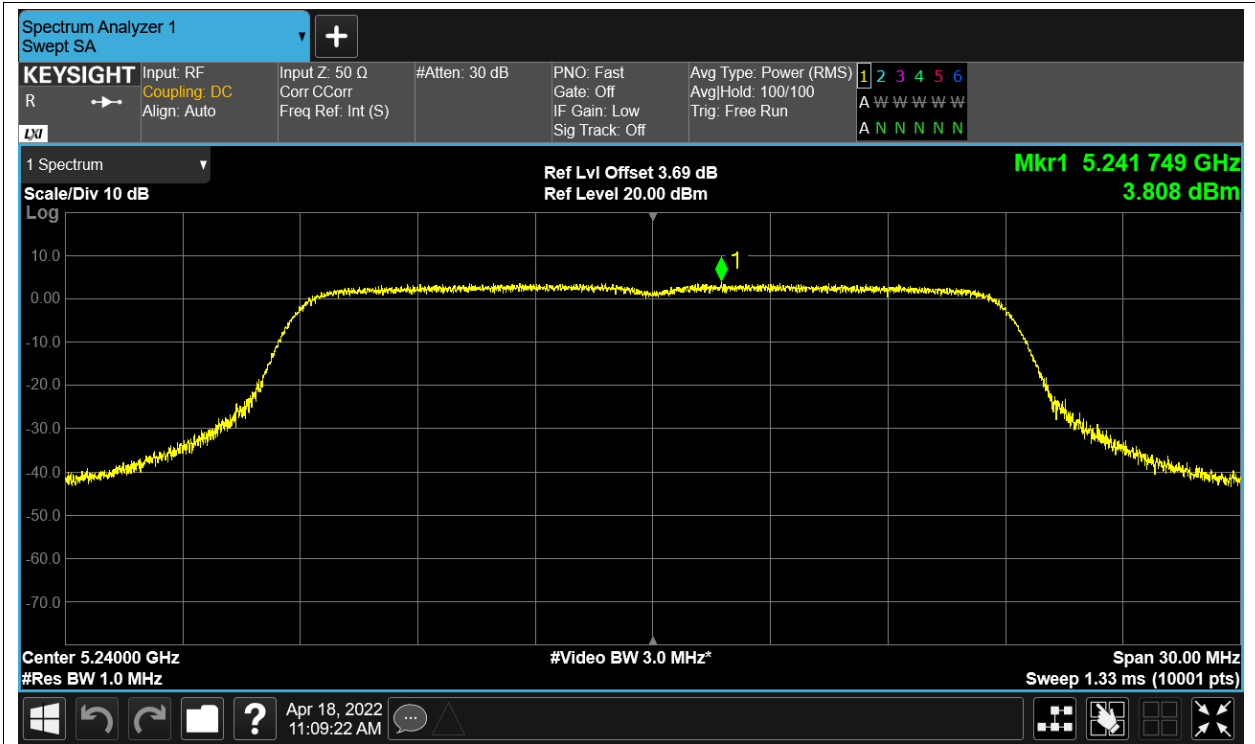 Spectrum Analyzer 1
Swept SA
KEYSIGHT
R
LXI
Input: RF
Coupling: DC
Align: Auto
Input Z: 50 Ω
Corr CCorr
Freq Ref: Int (S)
#Atten: 30 dB
PNO: Fast
Gate: Off
IF Gain: Low
Sig Track: Off
Avg Type: Power (RMS)
Avg|Hold: 100/100
Trig: Free Run
1 2 3 4 5 6
A W W W W W
A N N N N N
1 Spectrum
Scale/Div 10 dB
Log
Ref Lvl Offset 3.69 dB
Ref Level 20.00 dBm
Mkr1 5.241 749 GHz
3.808 dBm
1
10.0
0.00
-10.0
-20.0
-30.0
-40.0
-50.0
-60.0
-70.0
Center 5.24000 GHz
#Res BW 1.0 MHz
#Video BW 3.0 MHz*
Span 30.00 MHz
Sweep 1.33 ms (10001 pts)
?
Apr 18, 2022
11:09:22 AM